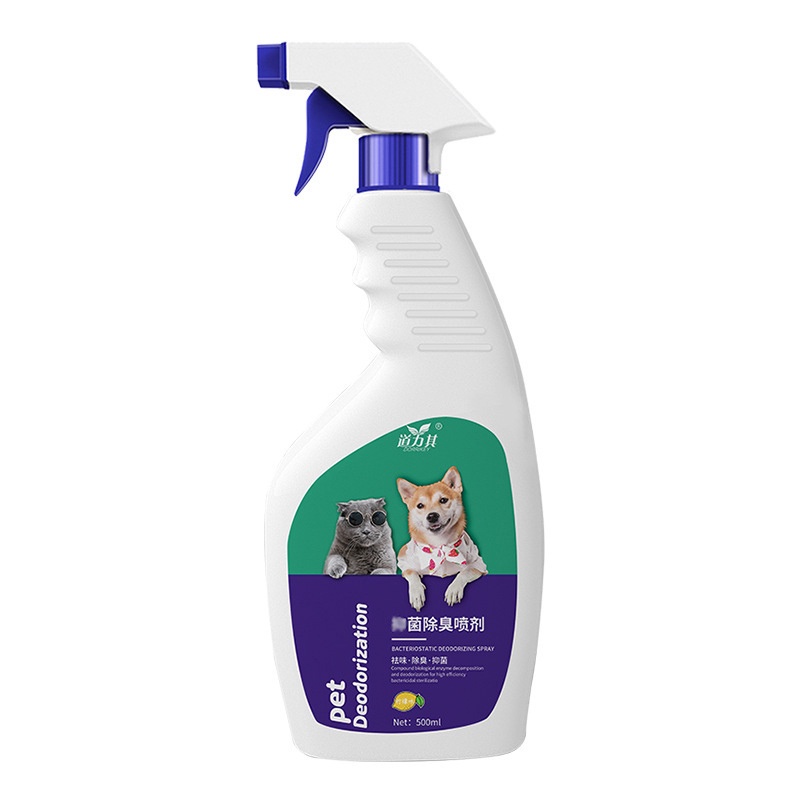 道力其®
菌除臭喷剂
BACTERIOSTATIC DEODORIZING SPRAY
祛味·除臭·抑菌
Compound biological enzyme decomposition
and deodorization for high efficiency
bactericidal sterilizatio
Net: 500ml
pet
Deodorization